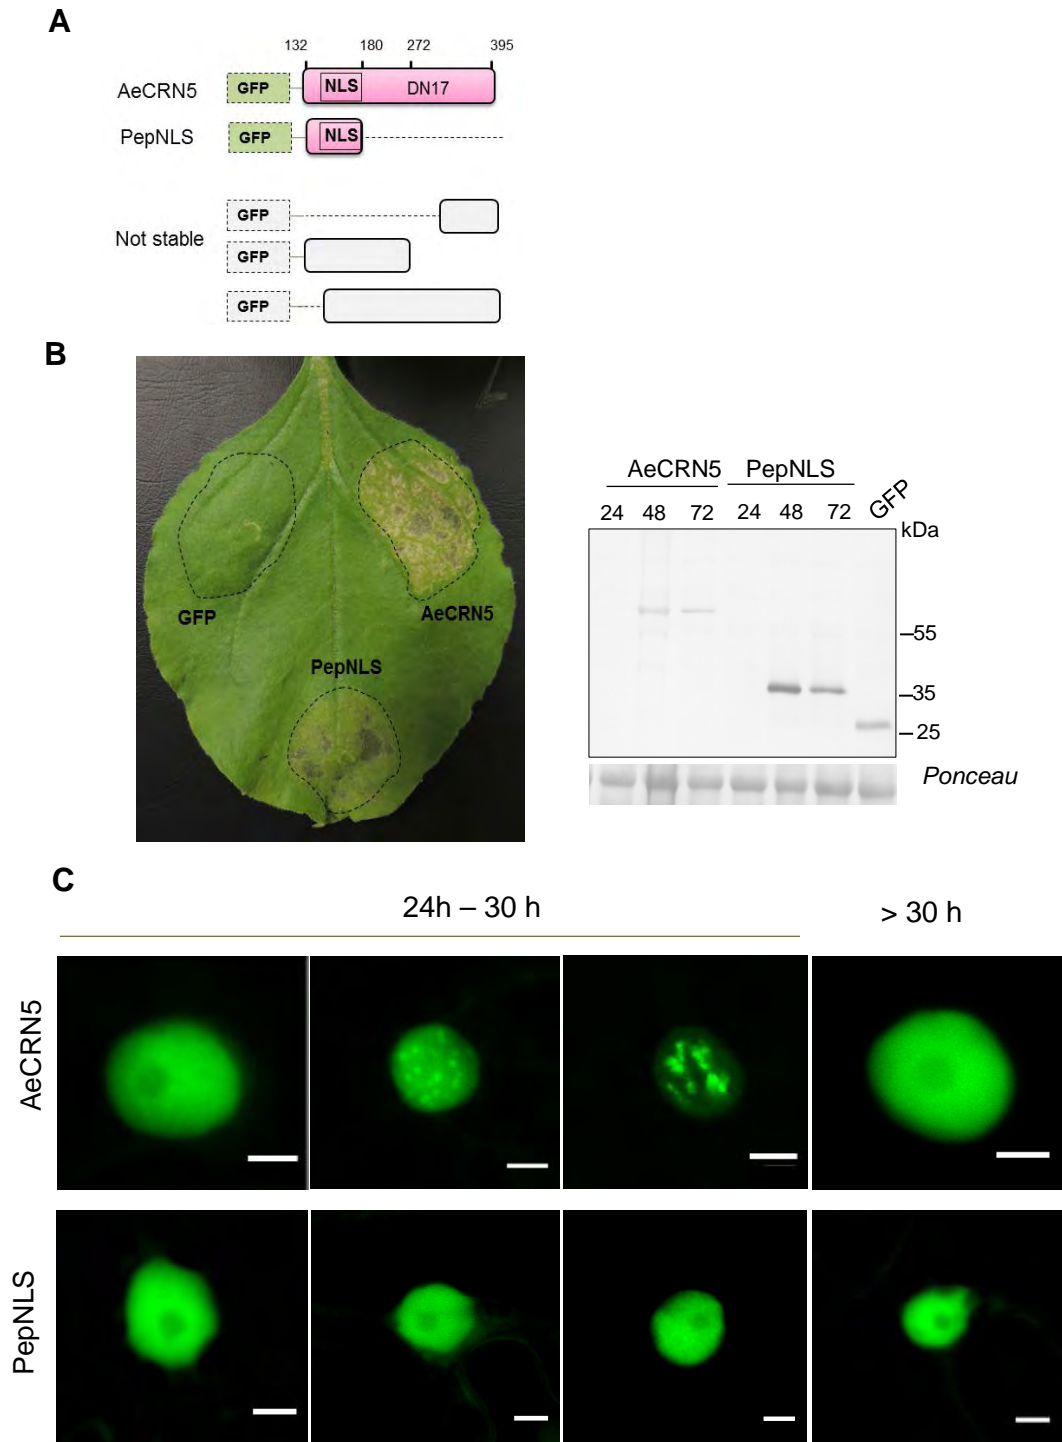 A
132 180 272 395
AeCRN5 GFP NLS DN17
PepNLS GFP NLS
GFP
Not stable
GFP
GFP
B
GFP
AeCRN5
PepNLS
AeCRN5 PepNLS GFP
24 48 72 24 48 72
kDa
55
35
25
Ponceau
C
24h – 30 h > 30 h
AeCRN5
PepNLS